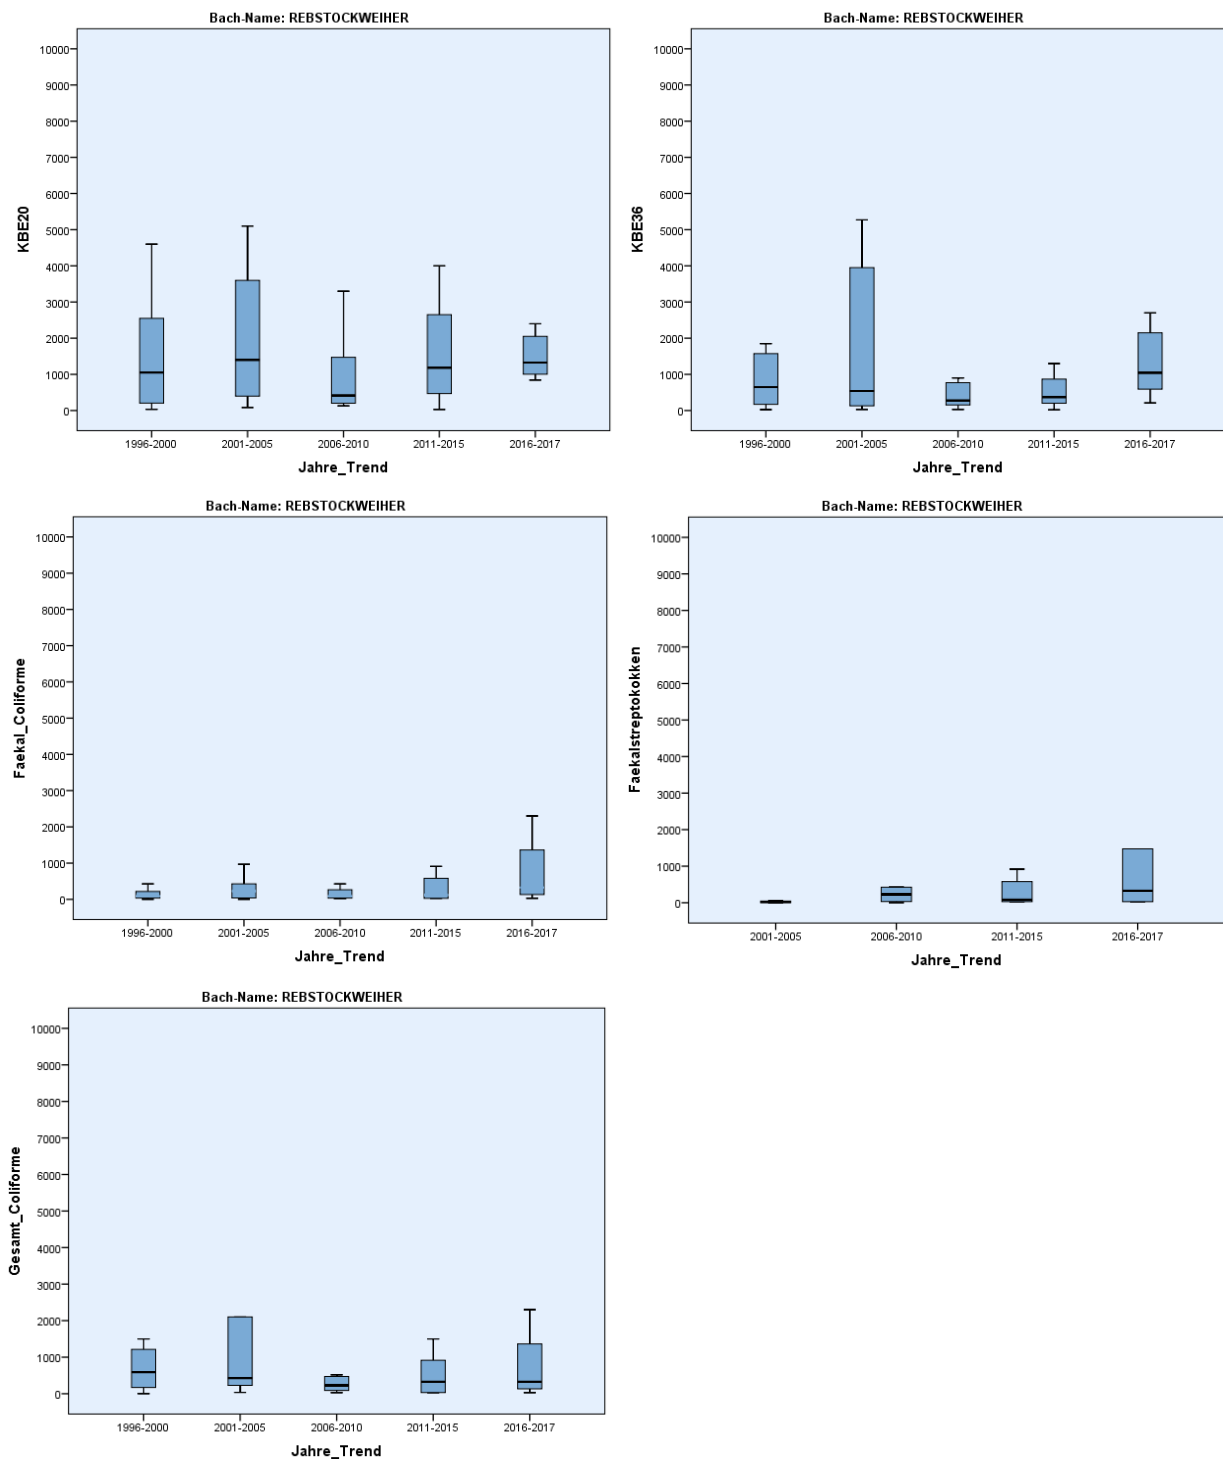 Bach-Name: REBSTOCKWEIHER
10000
9000
8000
7000
6000
5000
4000
3000
2000
1000
0
KBE20
1996-2000 2001-2005 2006-2010 2011-2015 2016-2017
Jahre_Trend
Bach-Name: REBSTOCKWEIHER
10000
9000
8000
7000
6000
5000
4000
3000
2000
1000
0
KBE36
1996-2000 2001-2005 2006-2010 2011-2015 2016-2017
Jahre_Trend
Bach-Name: REBSTOCKWEIHER
10000
9000
8000
7000
6000
5000
4000
3000
2000
1000
0
Faekal_Coliforme
1996-2000 2001-2005 2006-2010 2011-2015 2016-2017
Jahre_Trend
Bach-Name: REBSTOCKWEIHER
10000
9000
8000
7000
6000
5000
4000
3000
2000
1000
0
Faekalstreptokokken
2001-2005 2006-2010 2011-2015 2016-2017
Jahre_Trend
Bach-Name: REBSTOCKWEIHER
10000
9000
8000
7000
6000
5000
4000
3000
2000
1000
0
Gesamt_Coliforme
1996-2000 2001-2005 2006-2010 2011-2015 2016-2017
Jahre_Trend